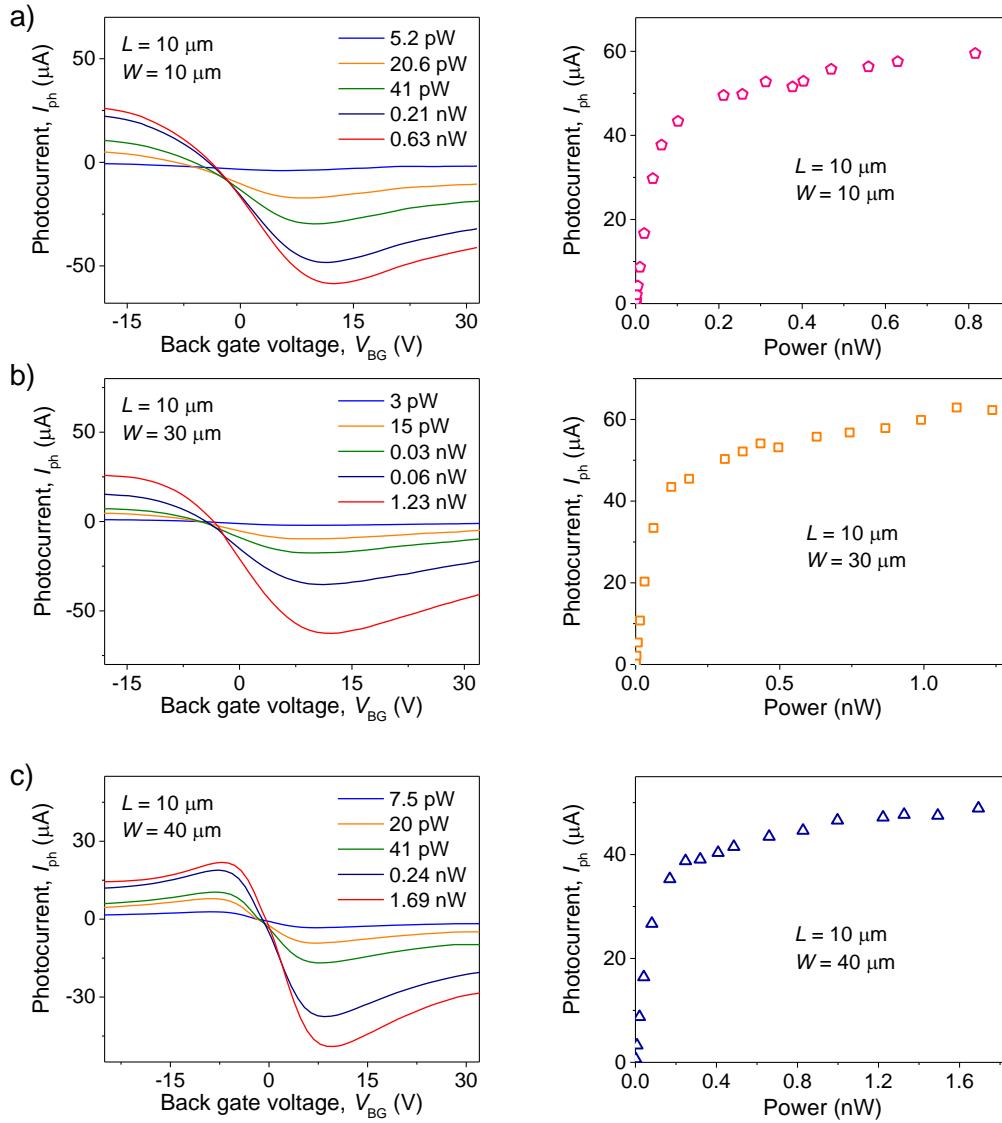 a)
L = 10 μm
W = 10 μm
5.2 pW
20.6 pW
41 pW
0.21 nW
0.63 nW
50
0
-50
Photocurrent, Iph (μA)
-15 0 15 30
Back gate voltage, VBG (V)
60
40
20
0
Photocurrent, Iph (μA)
L = 10 μm
W = 10 μm
0.0 0.2 0.4 0.6 0.8
Power (nW)
b)
L = 10 μm
W = 30 μm
3 pW
15 pW
0.03 nW
0.06 nW
1.23 nW
50
0
-50
Photocurrent, Iph (μA)
-15 0 15 30
Back gate voltage, VBG (V)
60
40
20
0
Photocurrent, Iph (μA)
L = 10 μm
W = 30 μm
0.0 0.5 1.0
Power (nW)
c)
L = 10 μm
W = 40 μm
7.5 pW
20 pW
41 pW
0.24 nW
1.69 nW
30
0
-30
Photocurrent, Iph (μA)
-15 0 15 30
Back gate voltage, VBG (V)
40
20
0
Photocurrent, Iph (μA)
L = 10 μm
W = 40 μm
0.0 0.4 0.8 1.2 1.6
Power (nW)